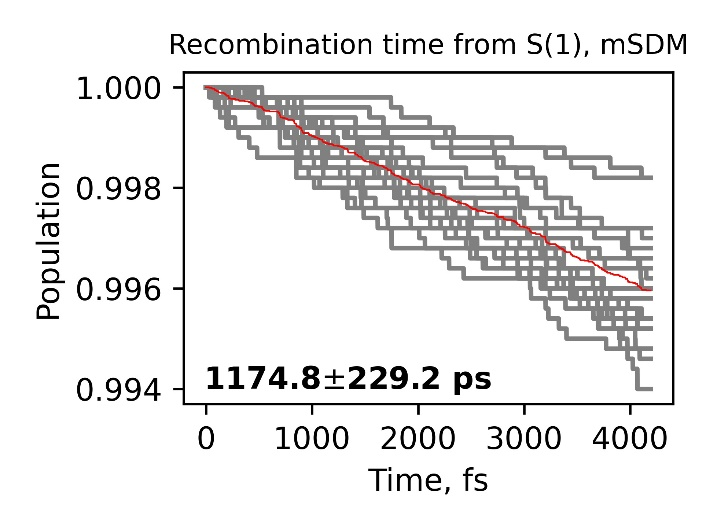 Recombination time from S(1), mSDM
1.000
0.998
0.996
0.994
Population
1174.8±229.2 ps
0 1000 2000 3000 4000
Time, fs